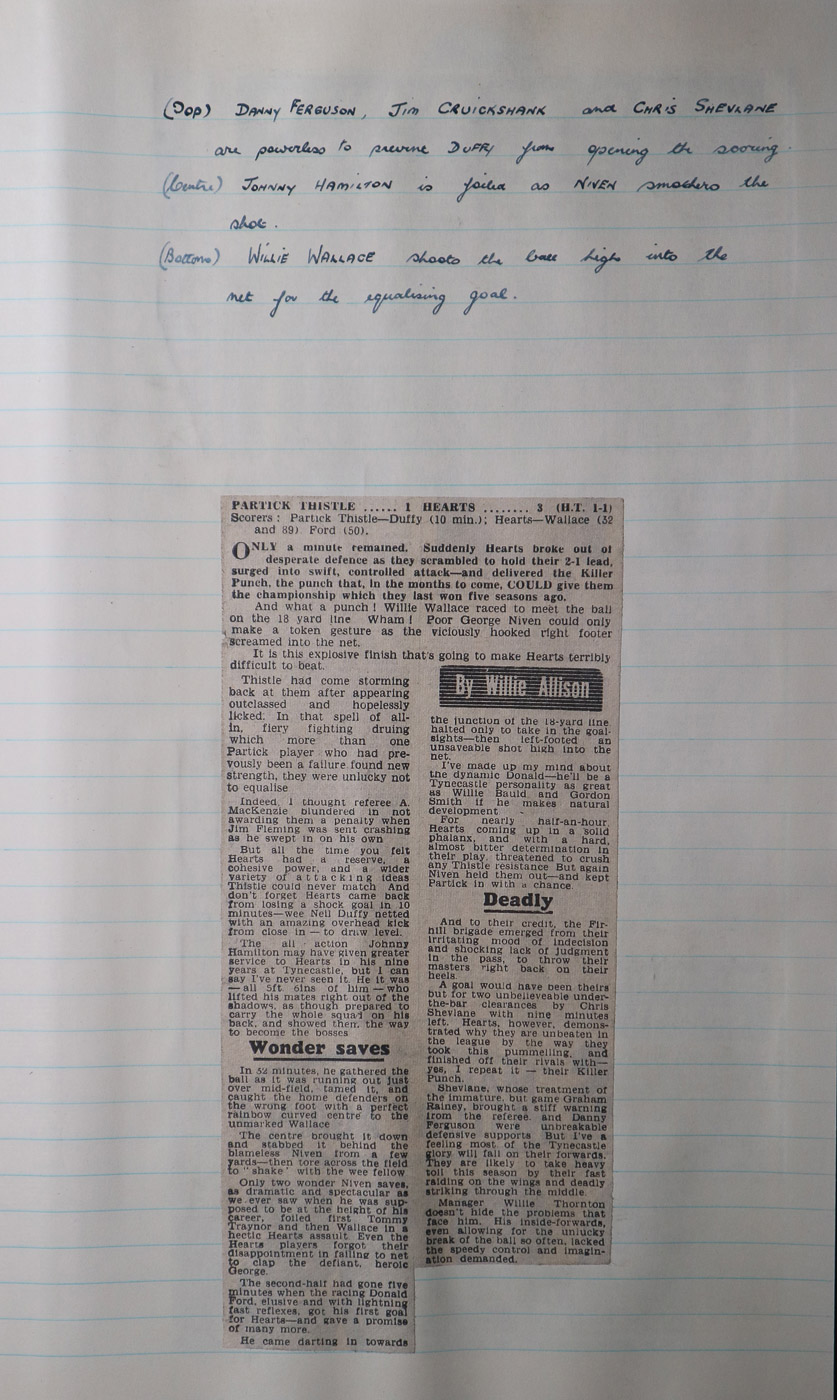 (Top) DANNY FERGUSON, JIM CRUICKSHANK and CHRIS SHEVLANE
are powerless to prevent DUFFY from opening the scoring.
(Centre) JOHNNY HAMILTON is foiled as NIVEN smothers the
shot.
(Bottom) WILLIE WALLACE shoots the ball high into the
net for the equalising goal.
PARTICK THISTLE ...... 1 HEARTS ........ 3 (H.T. 1-1)
Scorers: Partick Thistle—Duffy (10 min.); Hearts—Wallace (32
and 89) Ford (50).
ONLY a minute remained. Suddenly Hearts broke out of
desperate defence as they scrambled to hold their 2-1 lead,
surged into swift, controlled attack—and delivered the Killer
Punch, the punch that, in the months to come, COULD give them
the championship which they last won five seasons ago.
And what a punch! Willie Wallace raced to meet the ball
on the 18 yard line Wham! Poor George Niven could only
make a token gesture as the viciously hooked right footer
screamed into the net.
It is this explosive finish that's going to make Hearts terribly
difficult to beat.
Thistle had come storming
back at them after appearing
outclassed and hopelessly
licked. In that spell of all-
in, fiery fighting druing
which more than one
Partick player who had pre-
vously been a failure found new
strength, they were unlucky not
to equalise
Indeed, I thought referee A.
MacKenzie blundered in not
awarding them a penalty when
Jim Fleming was sent crashing
as he swept in on his own
But all the time you felt
Hearts had a reserve, a
cohesive power, and a wider
variety of attacking ideas
Thistle could never match And
don't forget Hearts came back
from losing a shock goal in 10
minutes—wee Neil Duffy netted
with an amazing overhead kick
from close in — to draw level.
The all-action Johnny
Hamilton may have given greater
service to Hearts in his nine
years at Tynecastle, but I can
say I've never seen it. He it was
—all 5ft. 6ins of him—who
lifted his mates right out of the
shadows, as though prepared to
carry the whole squad on his
back, and showed them the way
to become the bosses
Wonder saves
In 32 minutes, he gathered the
ball as it was running out just
over mid-field, tamed it, and
caught the home defenders on
the wrong foot with a perfect
rainbow curved centre to the
unmarked Wallace
The centre brought it down
and stabbed it behind the
blameless Niven from a few
yards—then tore across the field
to "shake" with the wee fellow
Only two wonder Niven saves,
as dramatic and spectacular as
we ever saw when he was sup-
posed to be at the height of his
career, foiled first Tommy
Traynor and then Wallace in a
hectic Hearts assault Even the
Hearts players forgot their
disappointment in failing to net
to clap the defiant, heroic
George.
The second-half had gone five
minutes when the racing Donald
Ford, elusive and with lightning
fast reflexes, got his first goal
for Hearts—and gave a promise
of many more.
He came darting in towards
By Willie Allison
the junction of the 18-yard line
halted only to take in the goal-
sights—then left-footed an
unsaveable shot high into the
net.
I've made up my mind about
the dynamic Donald—he'll be a
Tynecastle personality as great
as Willie Bauld and Gordon
Smith if he makes natural
development
For nearly half-an-hour,
Hearts coming up in a solid
phalanx, and with a hard,
almost bitter determination in
their play, threatened to crush
any Thistle resistance But again
Niven held them out—and kept
Partick in with a chance.
Deadly
And to their credit, the Fir-
hill brigade emerged from their
irritating mood of indecision
and shocking lack of judgment
in the pass, to throw their
masters right back on their
heels.
A goal would have been theirs
but for two unbelieveable under-
the-bar clearances by Chris
Shevlane with nine minutes
left. Hearts, however, demons-
trated why they are unbeaten in
the league by the way they
took this pummelling, and
finished off their rivals with—
yes, I repeat it — their Killer
Punch.
Shevlane, whose treatment of
the immature, but game Graham
Rainey, brought a stiff warning
from the referee, and Danny
Ferguson were unbreakable
defensive supports But I've a
feeling most of the Tynecastle
glory will fall on their forwards.
They are likely to take heavy
toll this season by their fast
raiding on the wings and deadly
striking through the middle.
Manager Willie Thornton
doesn't hide the problems that
face him. His inside-forwards,
even allowing for the unlucky
break of the ball so often, lacked
the speedy control and imagin-
ation demanded.